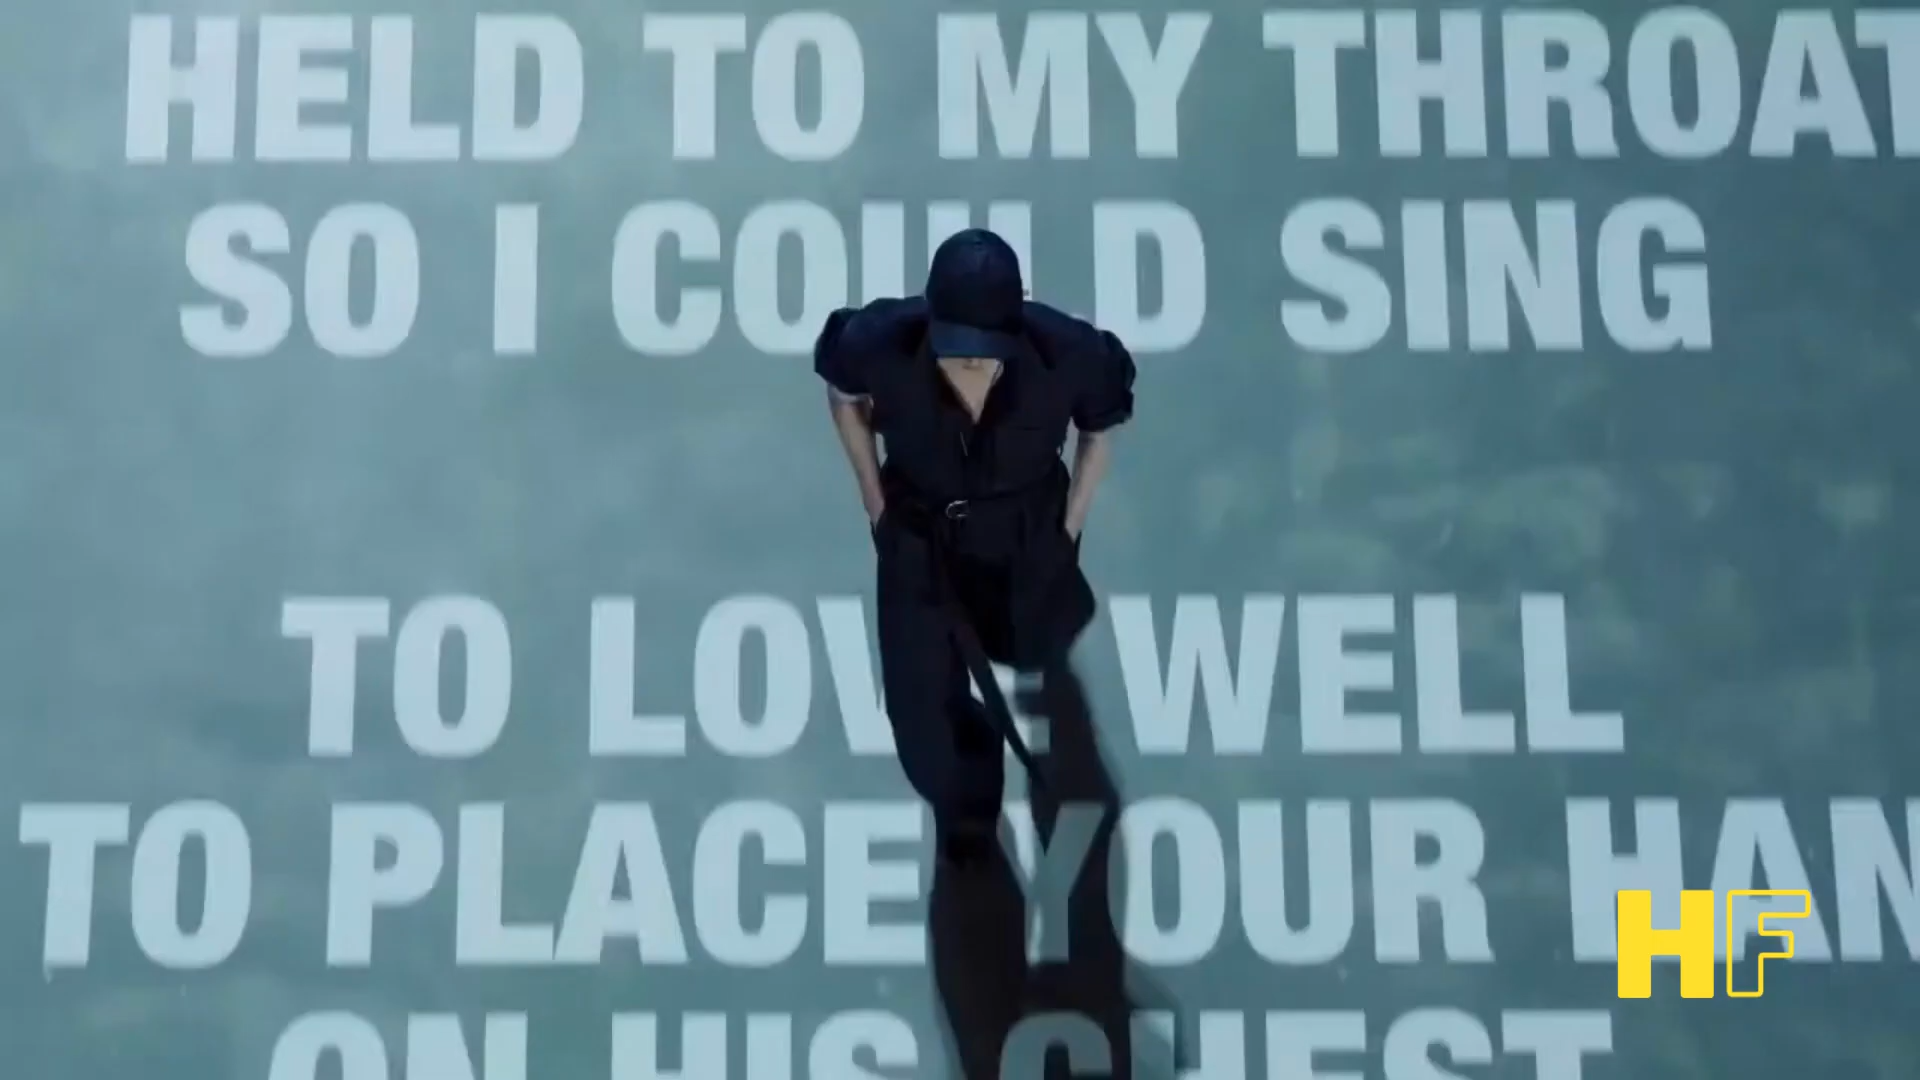 HELD TO MY THROAT
SO I COULD SING
TO LOVE WELL
TO PLACE YOUR HAN
ON HIS CHEST
HF